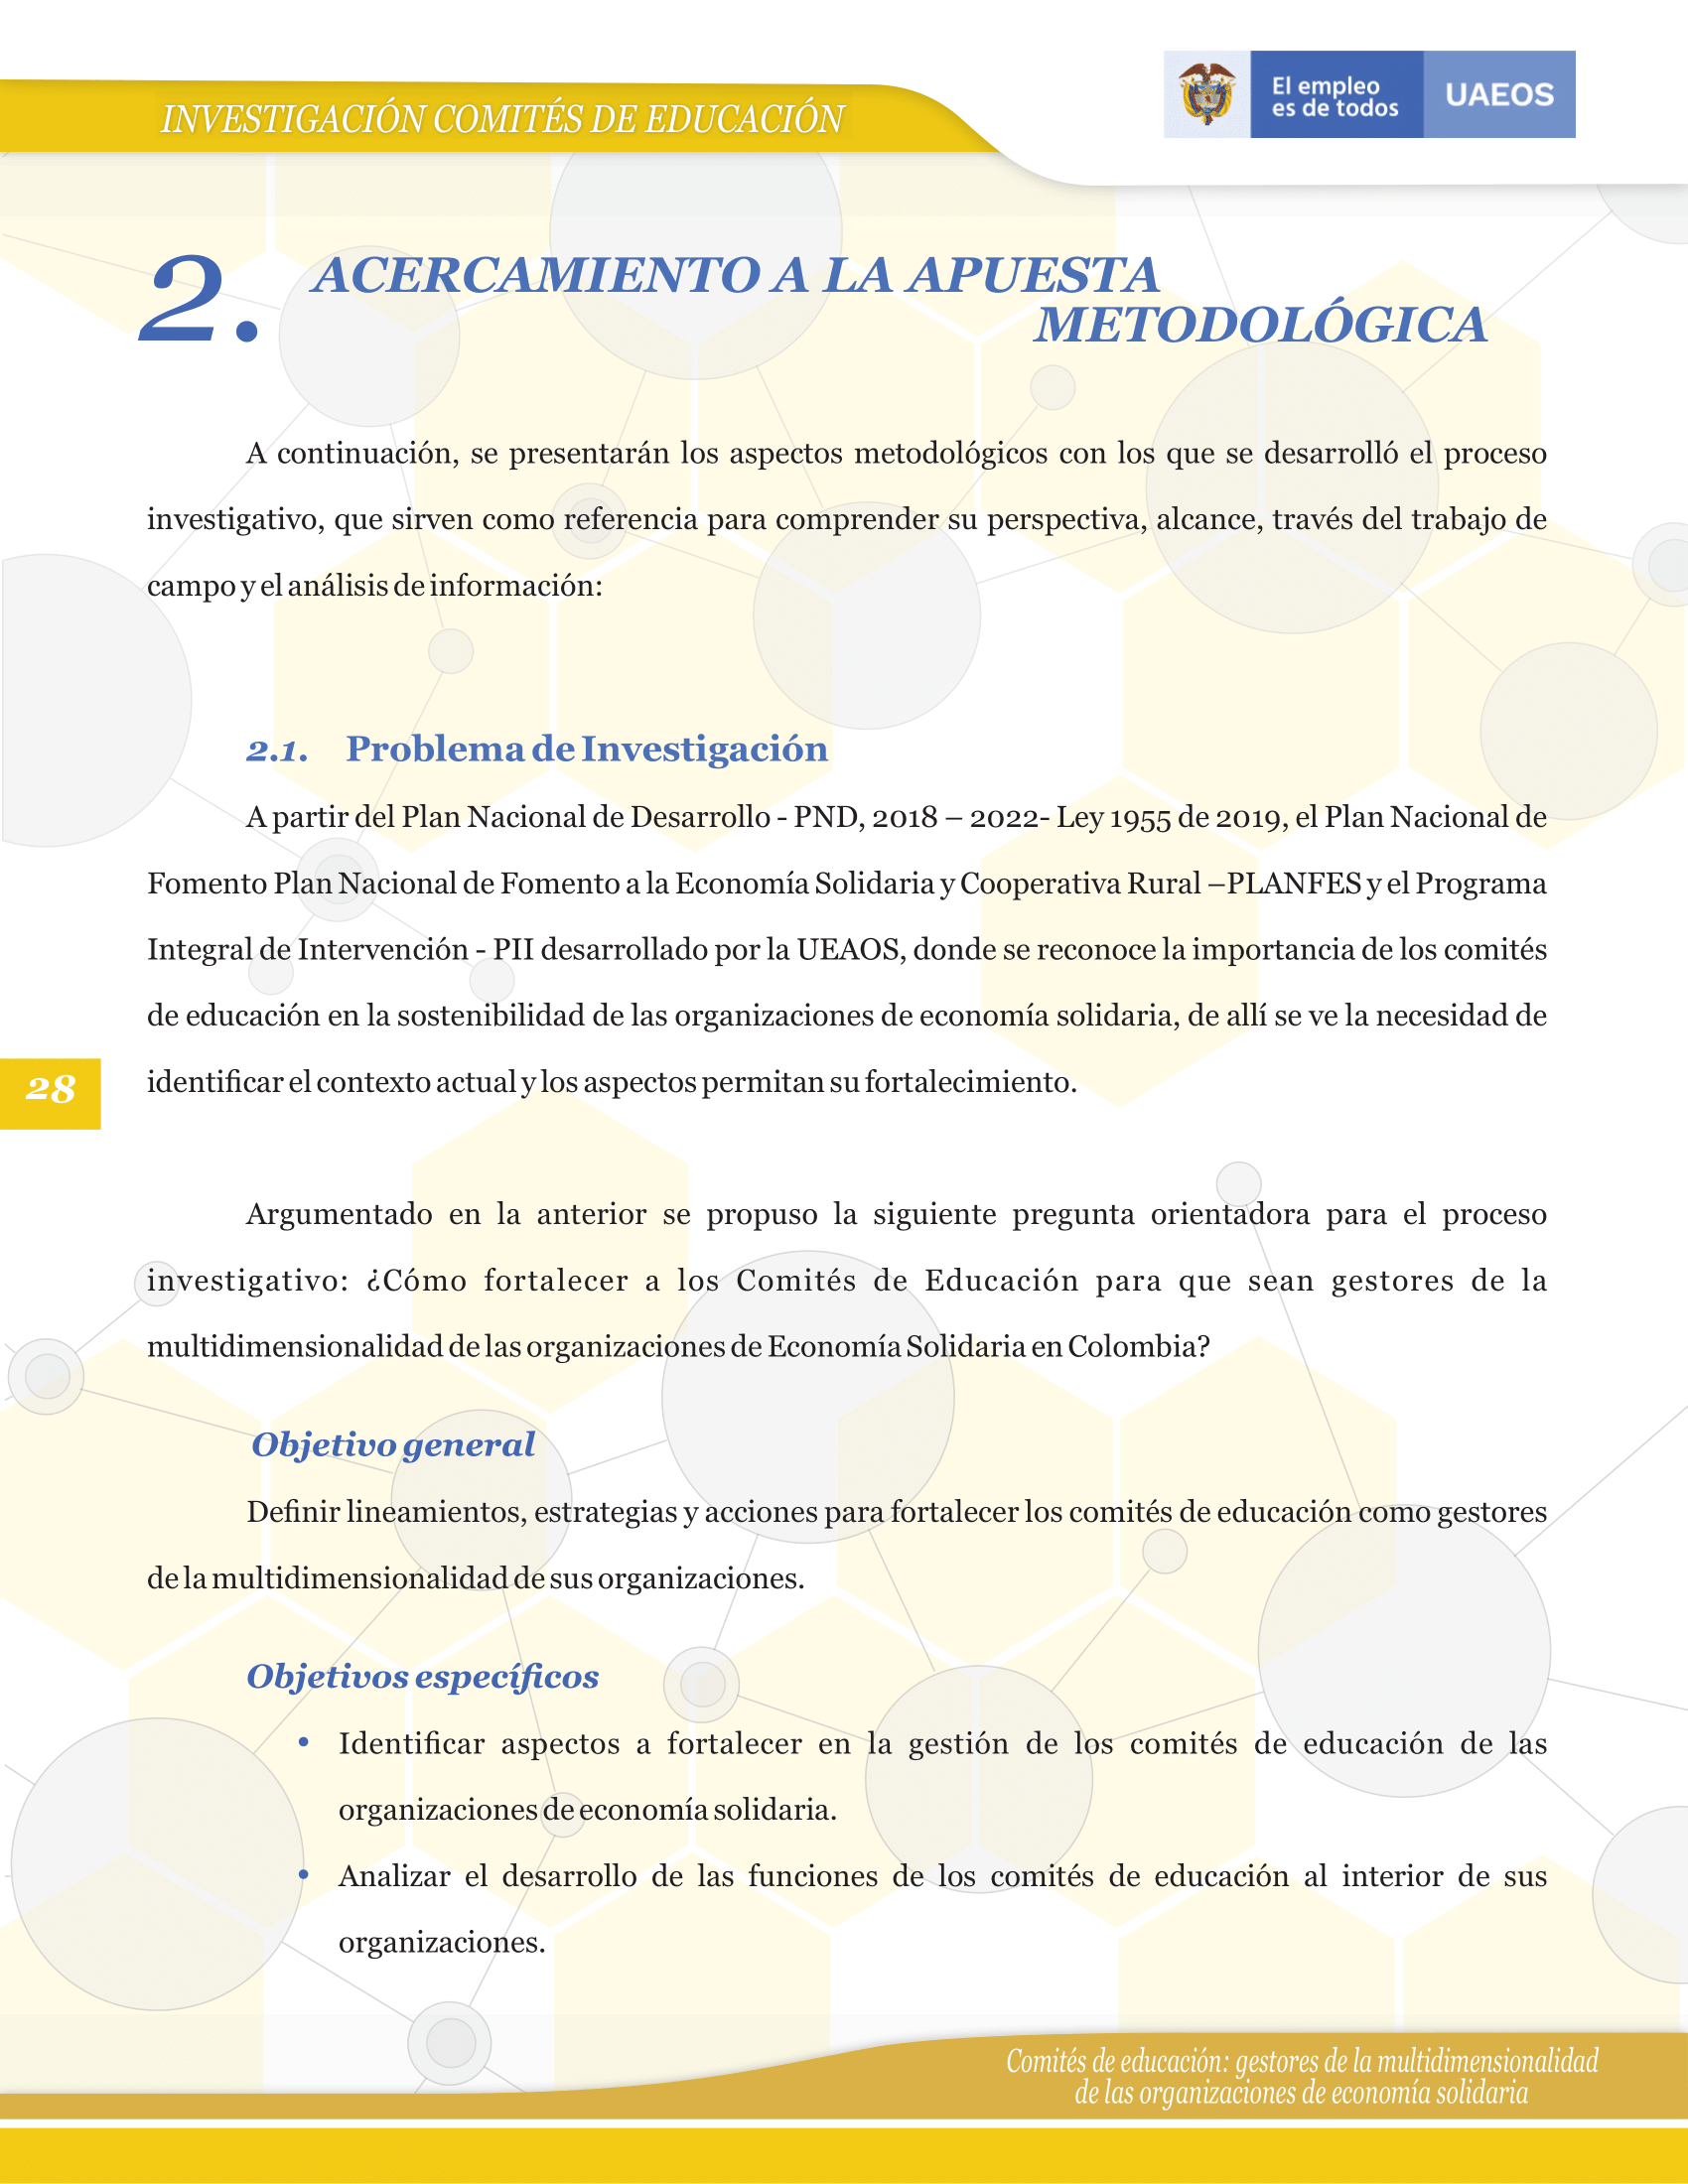 INVESTIGACIÓN COMITÉS DE EDUCACIÓN
El empleo
es de todos
UAEOS
2. ACERCAMIENTO A LA APUESTA
METODOLÓGICA
A continuación, se presentarán los aspectos metodológicos con los que se desarrolló el proceso
investigativo, que sirven como referencia para comprender su perspectiva, alcance, través del trabajo de
campo y el análisis de información:
2.1. Problema de Investigación
A partir del Plan Nacional de Desarrollo - PND, 2018 – 2022- Ley 1955 de 2019, el Plan Nacional de
Fomento Plan Nacional de Fomento a la Economía Solidaria y Cooperativa Rural –PLANFES y el Programa
Integral de Intervención - PII desarrollado por la UEAOS, donde se reconoce la importancia de los comités
de educación en la sostenibilidad de las organizaciones de economía solidaria, de allí se ve la necesidad de
identificar el contexto actual y los aspectos permitan su fortalecimiento.
28
Argumentado en la anterior se propuso la siguiente pregunta orientadora para el proceso
investigativo: ¿Cómo fortalecer a los Comités de Educación para que sean gestores de la
multidimensionalidad de las organizaciones de Economía Solidaria en Colombia?
Objetivo general
Definir lineamientos, estrategias y acciones para fortalecer los comités de educación como gestores
de la multidimensionalidad de sus organizaciones.
Objetivos específicos
• Identificar aspectos a fortalecer en la gestión de los comités de educación de las
organizaciones de economía solidaria.
• Analizar el desarrollo de las funciones de los comités de educación al interior de sus
organizaciones.
Comités de educación: gestores de la multidimensionalidad
de las organizaciones de economía solidaria